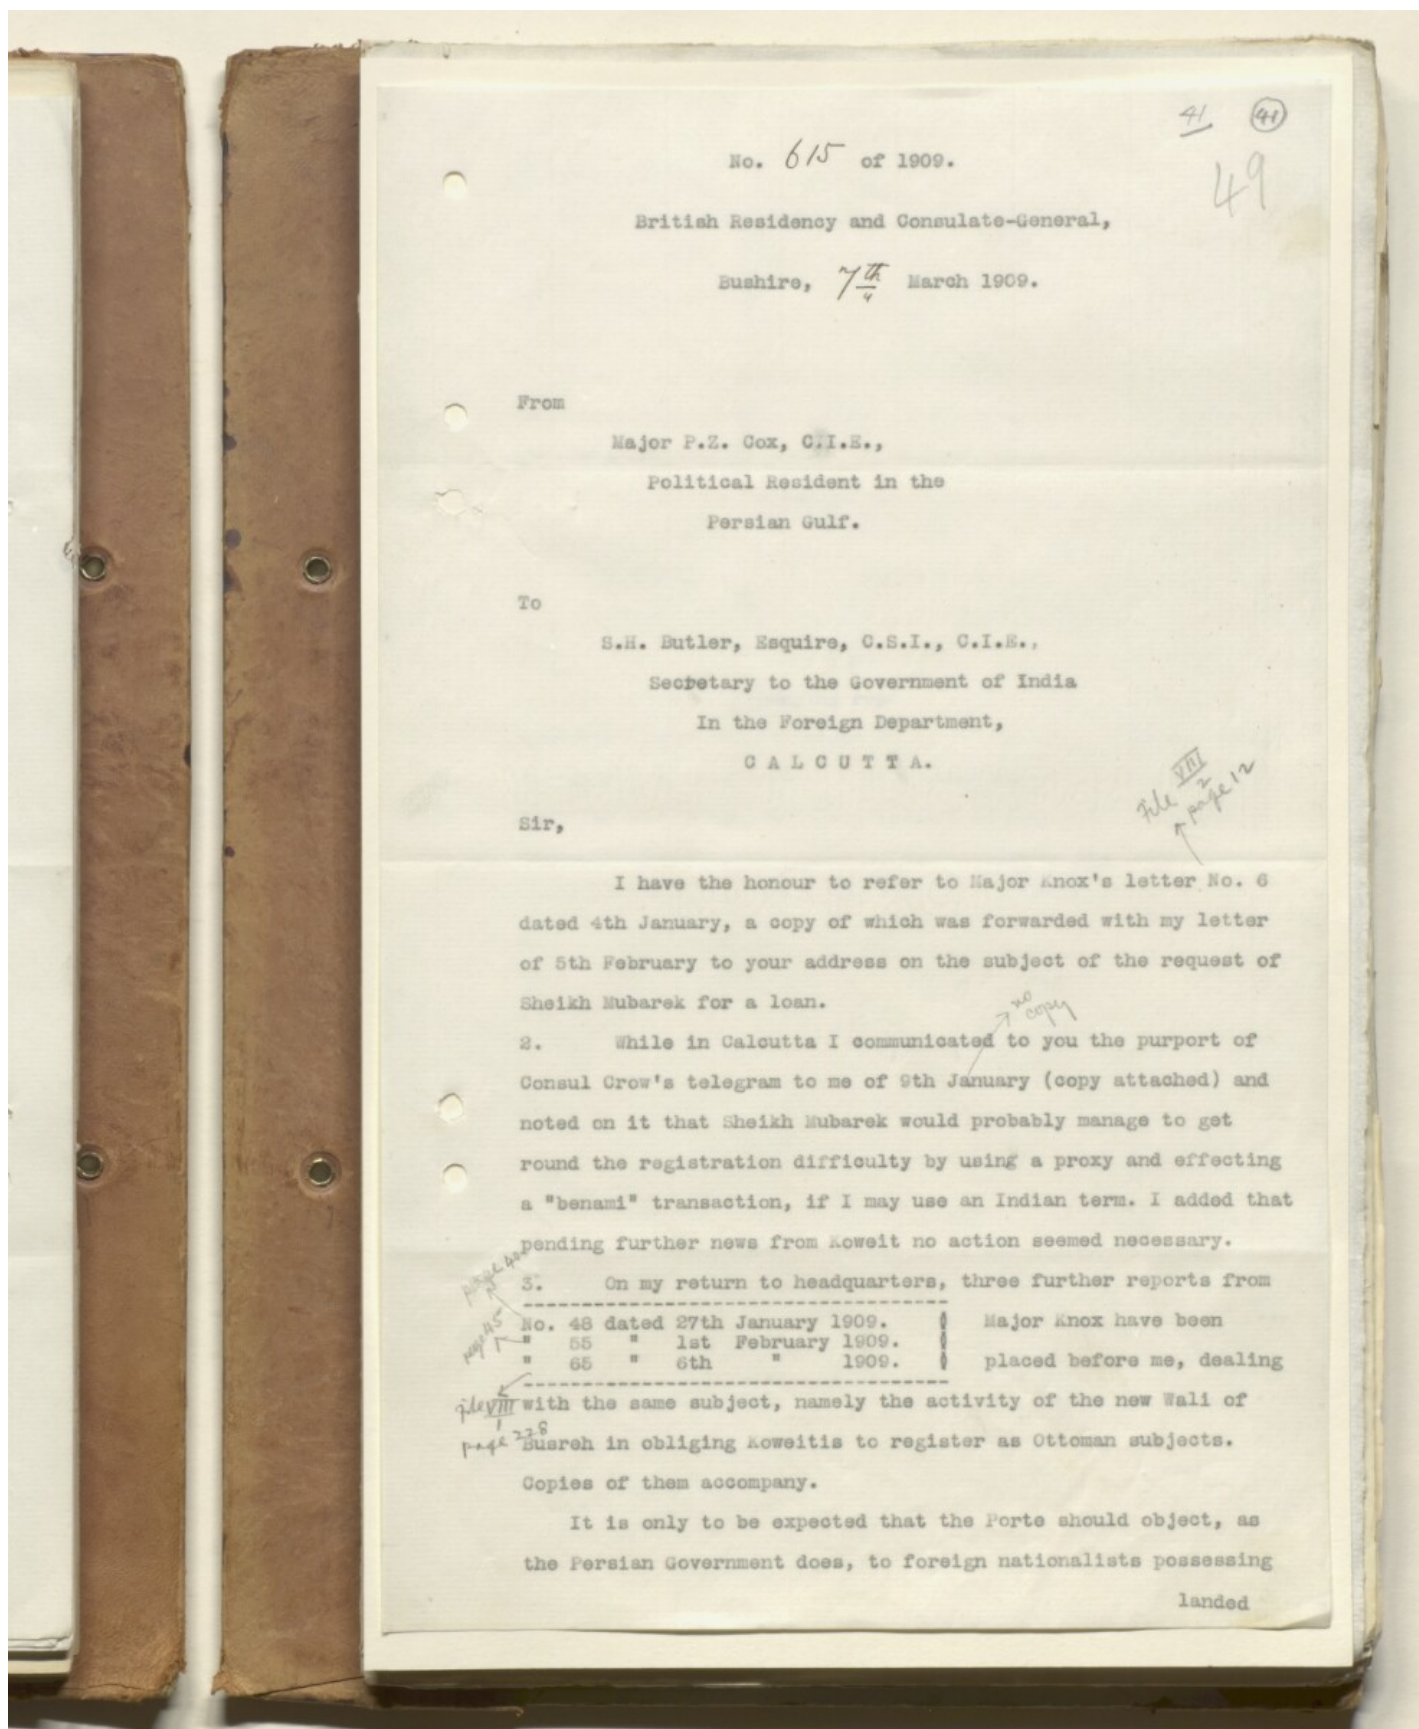 41 41
No. 615 of 1909.
49
British Residency and Consulate-General,
Bushire, 7th March 1909.
From
Major P.Z. Cox, C.I.E.,
Political Resident in the
Persian Gulf.
To
S.H. Butler, Esquire, C.S.I., C.I.E.,
Secretary to the Government of India
In the Foreign Department,
C A L C U T T A.
File VIII
2
page 12
Sir,
I have the honour to refer to Major Knox's letter No. 6
dated 4th January, a copy of which was forwarded with my letter
of 5th February to your address on the subject of the request of
Sheikh Mubarek for a loan.
no
copy
2. While in Calcutta I communicated to you the purport of
Consul Crow's telegram to me of 9th January (copy attached) and
noted on it that Sheikh Mubarek would probably manage to get
round the registration difficulty by using a proxy and effecting
a "benami" transaction, if I may use an Indian term. I added that
pending further news from Koweit no action seemed necessary.
page 40
3. On my return to headquarters, three further reports from
page 45
No. 48 dated 27th January 1909. Major Knox have been
" 55 " 1st February 1909.
" 65 " 6th " 1909. placed before me, dealing
File VIII with the same subject, namely the activity of the new Wali of
1
page 228
Busreh in obliging Koweitis to register as Ottoman subjects.
Copies of them accompany.
It is only to be expected that the Porte should object, as
the Persian Government does, to foreign nationalists possessing
landed